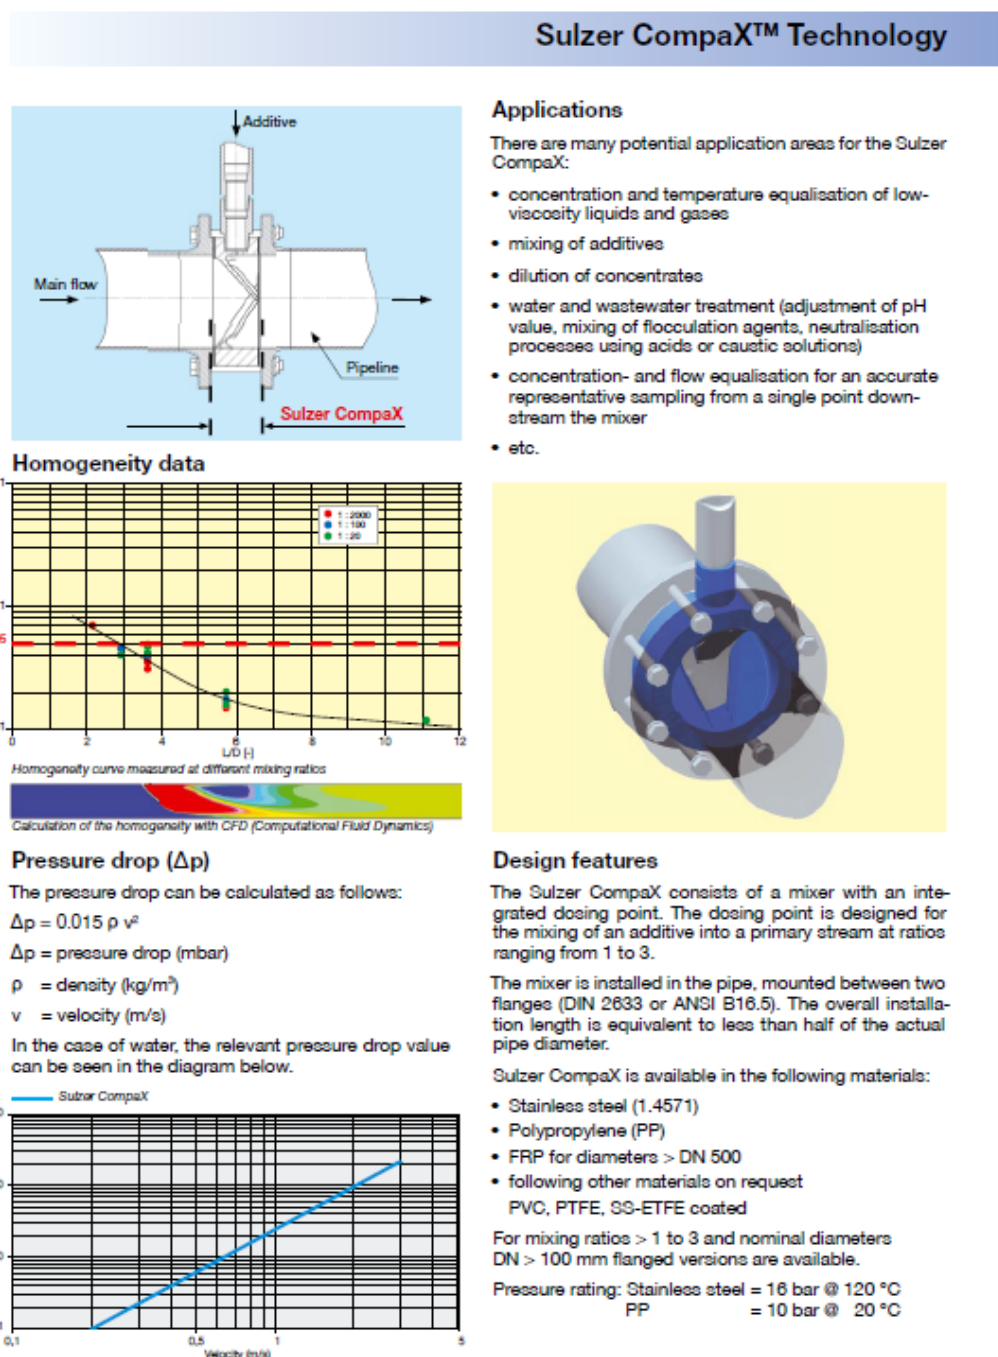 Sulzer CompaX™ Technology
Additive
Main flow
Pipeline
Sulzer CompaX
Homogeneity data
1
1 : 2000
1 : 100
1 : 20
1
5
1
0 2 4 6 8 10 12
L/D [-]
Homogeneity curve measured at different mixing ratios
Calculation of the homogeneity with CFD (Computational Fluid Dynamics)
Pressure drop (Δp)
The pressure drop can be calculated as follows:
Δp = 0.015 ρ v²
Δp = pressure drop (mbar)
ρ = density (kg/m³)
v = velocity (m/s)
In the case of water, the relevant pressure drop value
can be seen in the diagram below.
Sulzer CompaX
0
0
0
1
0,1 0,5 1 5
Velocity (m/s)
Applications
There are many potential application areas for the Sulzer
CompaX:
• concentration and temperature equalisation of low-
viscosity liquids and gases
• mixing of additives
• dilution of concentrates
• water and wastewater treatment (adjustment of pH
value, mixing of flocculation agents, neutralisation
processes using acids or caustic solutions)
• concentration- and flow equalisation for an accurate
representative sampling from a single point down-
stream the mixer
• etc.
Design features
The Sulzer CompaX consists of a mixer with an inte-
grated dosing point. The dosing point is designed for
the mixing of an additive into a primary stream at ratios
ranging from 1 to 3.
The mixer is installed in the pipe, mounted between two
flanges (DIN 2633 or ANSI B16.5). The overall installa-
tion length is equivalent to less than half of the actual
pipe diameter.
Sulzer CompaX is available in the following materials:
• Stainless steel (1.4571)
• Polypropylene (PP)
• FRP for diameters > DN 500
• following other materials on request
PVC, PTFE, SS-ETFE coated
For mixing ratios > 1 to 3 and nominal diameters
DN > 100 mm flanged versions are available.
Pressure rating: Stainless steel = 16 bar @ 120 °C
PP = 10 bar @ 20 °C